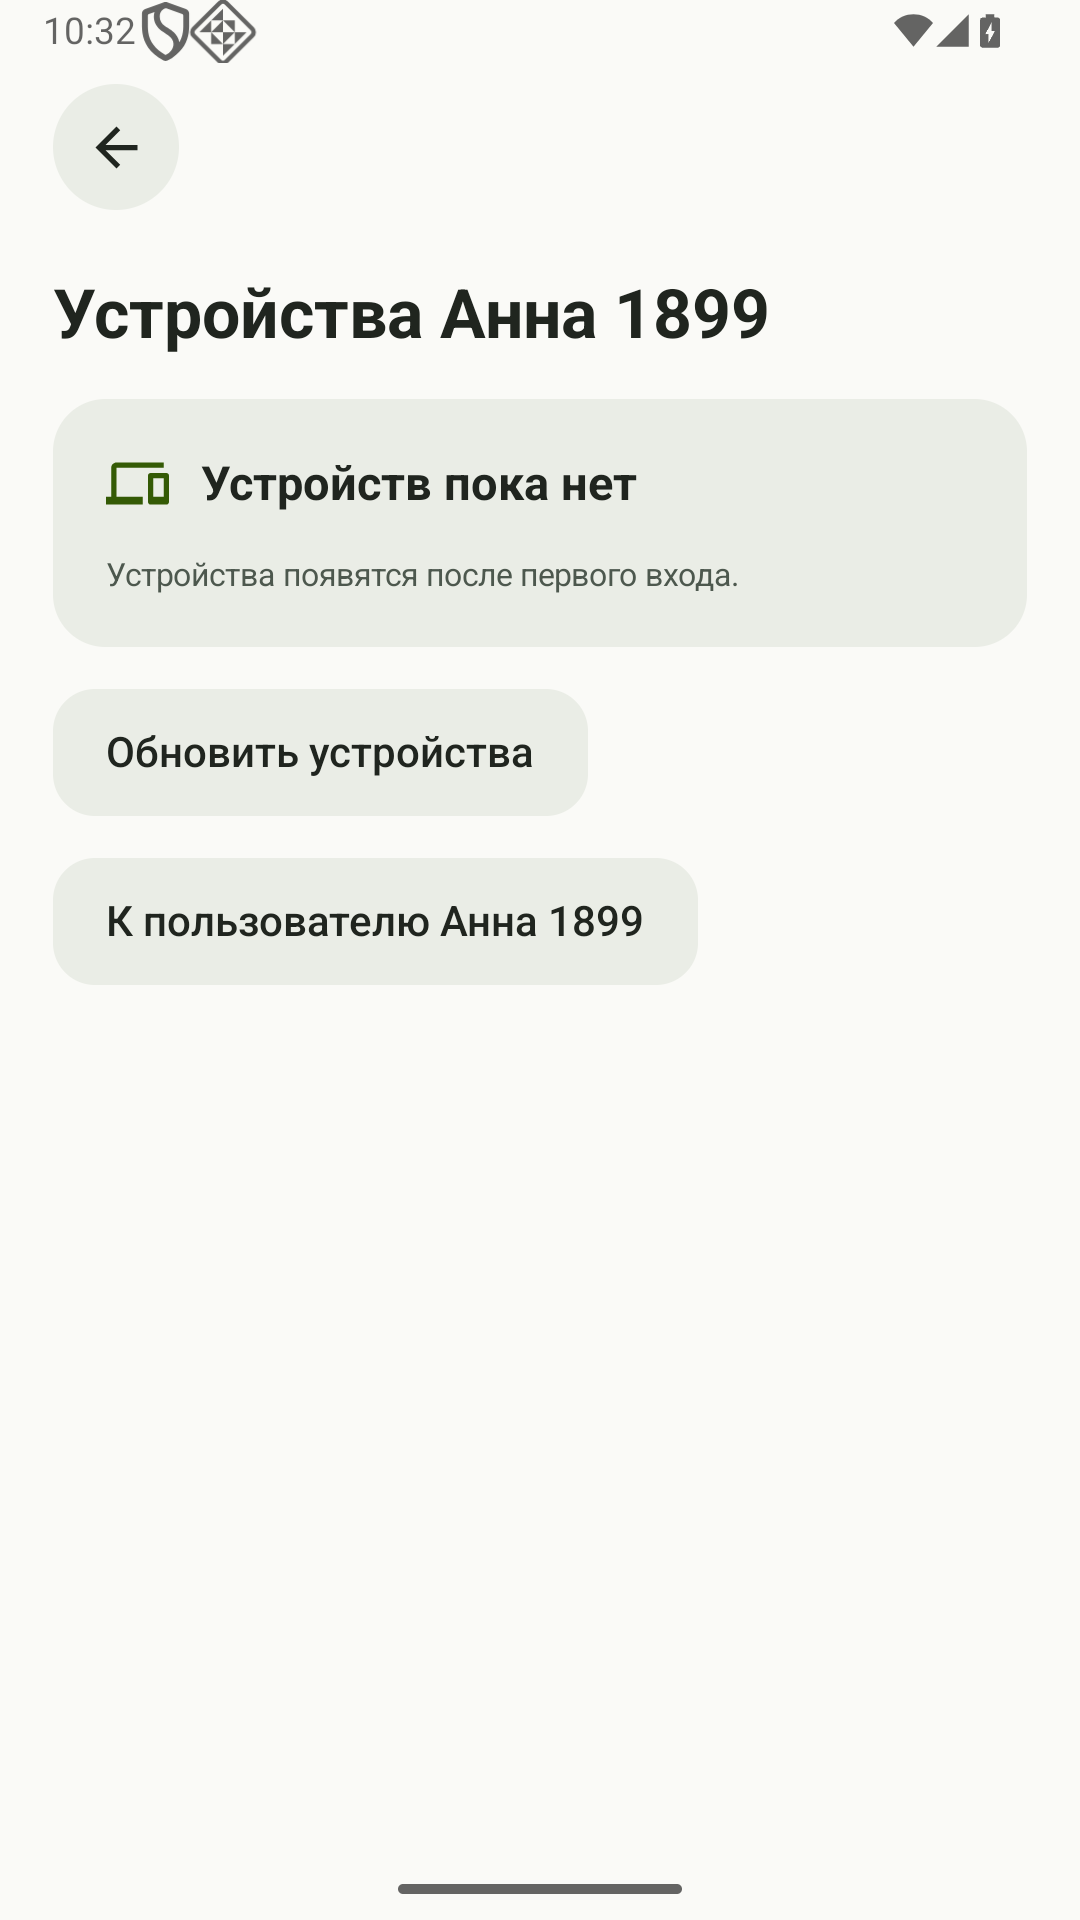 10:32
Устройства Анна 1899
Устройств пока нет
Устройства появятся после первого входа.
Обновить устройства
К пользователю Анна 1899